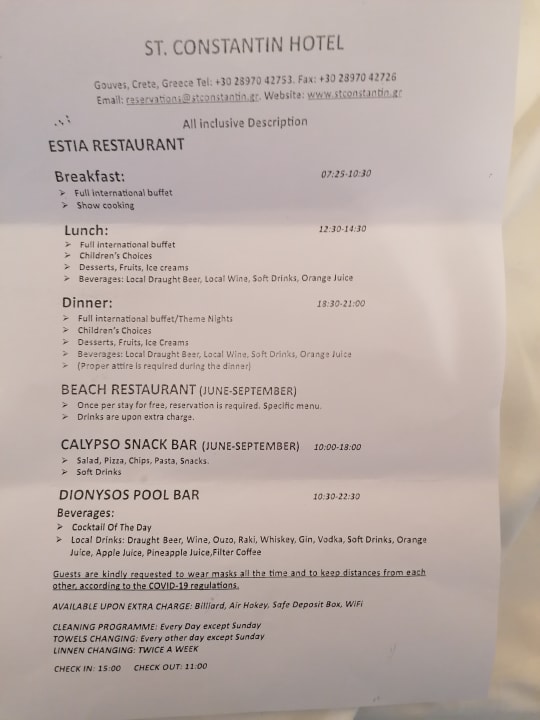 ST. CONSTANTIN HOTEL
Gouves, Crete, Greece Tel: +30 28970 42753. Fax: +30 28970 42726
Email: reservations@stconstantin.gr. Website: www.stconstantin.gr
All inclusive Description
ESTIA RESTAURANT
Breakfast: 07:25-10:30
➢ Full international buffet
➢ Show cooking
Lunch: 12:30-14:30
➢ Full international buffet
➢ Children's Choices
➢ Desserts, Fruits, Ice creams
➢ Beverages: Local Draught Beer, Local Wine, Soft Drinks, Orange Juice
Dinner: 18:30-21:00
➢ Full international buffet/Theme Nights
➢ Children's Choices
➢ Desserts, Fruits, Ice Creams
➢ Beverages: Local Draught Beer, Local Wine, Soft Drinks, Orange Juice
➢ (Proper attire is required during the dinner)
BEACH RESTAURANT (JUNE-SEPTEMBER)
➢ Once per stay for free, reservation is required. Specific menu.
➢ Drinks are upon extra charge.
CALYPSO SNACK BAR (JUNE-SEPTEMBER) 10:00-18:00
➢ Salad, Pizza, Chips, Pasta, Snacks.
➢ Soft Drinks
DIONYSOS POOL BAR 10:30-22:30
Beverages:
➢ Cocktail Of The Day
➢ Local Drinks: Draught Beer, Wine, Ouzo, Raki, Whiskey, Gin, Vodka, Soft Drinks, Orange
Juice, Apple Juice, Pineapple Juice,Filter Coffee
Guests are kindly requested to wear masks all the time and to keep distances from each
other, according to the COVID-19 regulations.
AVAILABLE UPON EXTRA CHARGE: Billiard, Air Hokey, Safe Deposit Box, WiFi
CLEANING PROGRAMME: Every Day except Sunday
TOWELS CHANGING: Every other day except Sunday
LINNEN CHANGING: TWICE A WEEK
CHECK IN: 15:00 CHECK OUT: 11:00